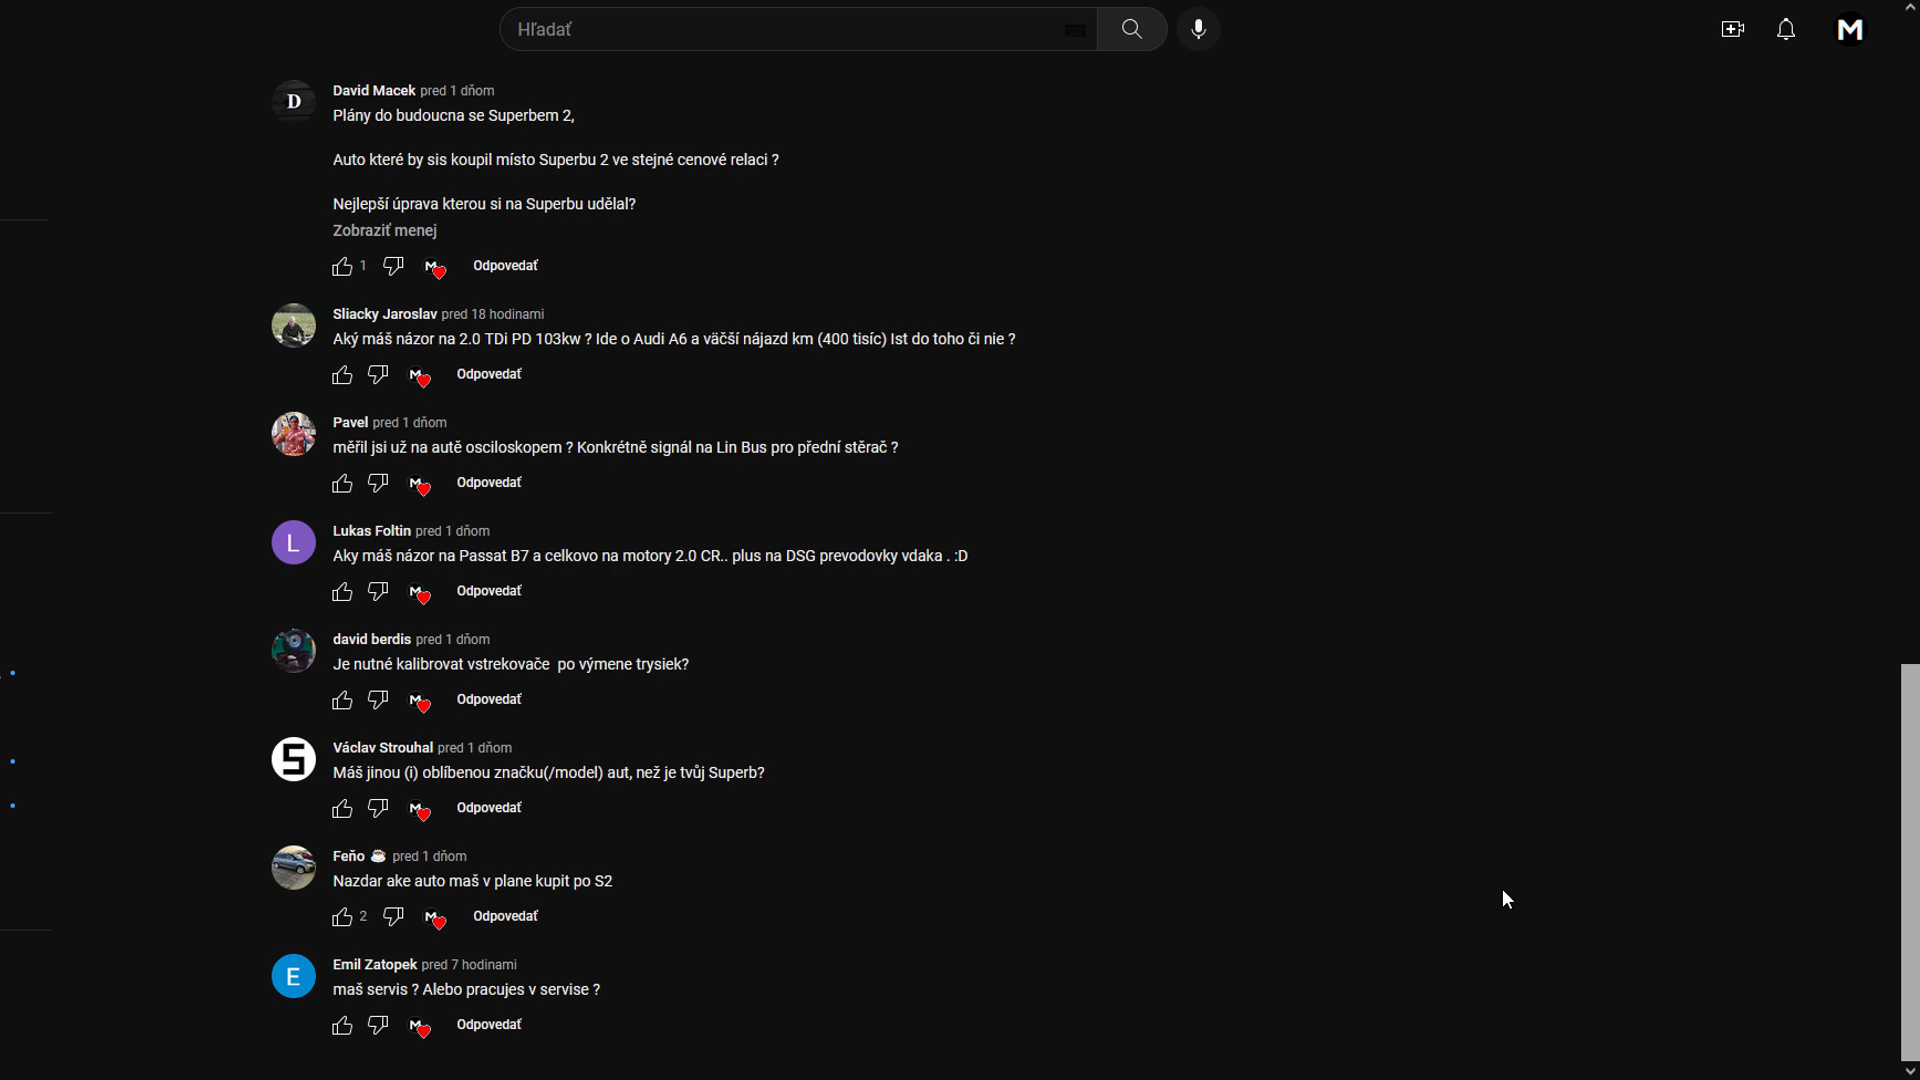 Hľadať
M
D
David Macek pred 1 dňom
Plány do budoucna se Superbem 2,
Auto které by sis koupil místo Superbu 2 ve stejné cenové relaci ?
Nejlepší úprava kterou si na Superbu udělal?
Zobraziť menej
1 M Odpovedať
Sliacky Jaroslav pred 18 hodinami
Aký máš názor na 2.0 TDi PD 103kw ? Ide o Audi A6 a väčší nájazd km (400 tisíc) Ist do toho či nie ?
M Odpovedať
Pavel pred 1 dňom
měřil jsi už na autě osciloskopem ? Konkrétně signál na Lin Bus pro přední stěrač ?
M Odpovedať
L
Lukas Foltin pred 1 dňom
Aky máš názor na Passat B7 a celkovo na motory 2.0 CR.. plus na DSG prevodovky vdaka . :D
M Odpovedať
david berdis pred 1 dňom
Je nutné kalibrovat vstrekovače po výmene trysiek?
M Odpovedať
S
Václav Strouhal pred 1 dňom
Máš jinou (i) oblíbenou značku(/model) aut, než je tvůj Superb?
M Odpovedať
Feňo ☕ pred 1 dňom
Nazdar ake auto maš v plane kupit po S2
2 M Odpovedať
E
Emil Zatopek pred 7 hodinami
maš servis ? Alebo pracujes v servise ?
M Odpovedať